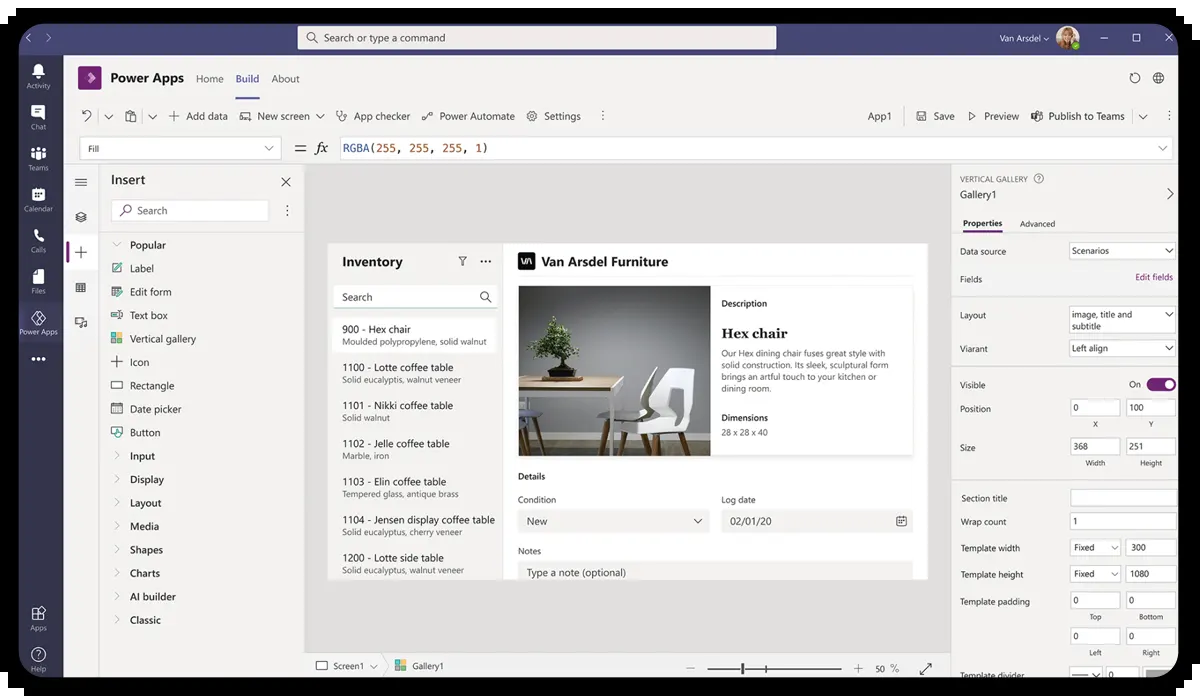 Search or type a command
Van Arsdel
Activity
Chat
Teams
Calendar
Calls
Files
Power Apps
Apps
Help
Power Apps Home Build About
Add data New screen App checker Power Automate Settings
App1 Save Preview Publish to Teams
Fill = fx RGBA(255, 255, 255, 1)
Insert
Search
Popular
Label
Edit form
Text box
Vertical gallery
Icon
Rectangle
Date picker
Button
Input
Display
Layout
Media
Shapes
Charts
AI builder
Classic
Inventory
Search
900 - Hex chair
Moulded polypropylene, solid walnut
1100 - Lotte coffee table
Solid eucalyptis, walnut veneer
1101 - Nikki coffee table
Solid walnut
1102 - Jelle coffee table
Marble, iron
1103 - Elin coffee table
Tempered glass, antique brass
1104 - Jensen display coffee table
Solid eucalyptus, cherry veneer
1200 - Lotte side table
Solid eucalyptus, walnut veneer
VA Van Arsdel Furniture
Description
Hex chair
Our Hex dining chair fuses great style with
solid construction. Its sleek, sculptural form
brings an artful touch to your kitchen or
dining room.
Dimensions
28 x 28 x 40
Details
Condition
New
Log date
02/01/20
Notes
Type a note (optional)
Screen1 Gallery1
50 %
VERTICAL GALLERY
Gallery1
Properties Advanced
Data source Scenarios
Fields Edit fields
Layout image, title and
subtitle
Viarant Left align
Visible On
Position 0 100
X Y
Size 368 251
Width Height
Section title
Wrap count 1
Template width Fixed 300
Template height Fixed 1080
Template padding 0 0
Top Bottom
0 0
Left Right
Template divider 0